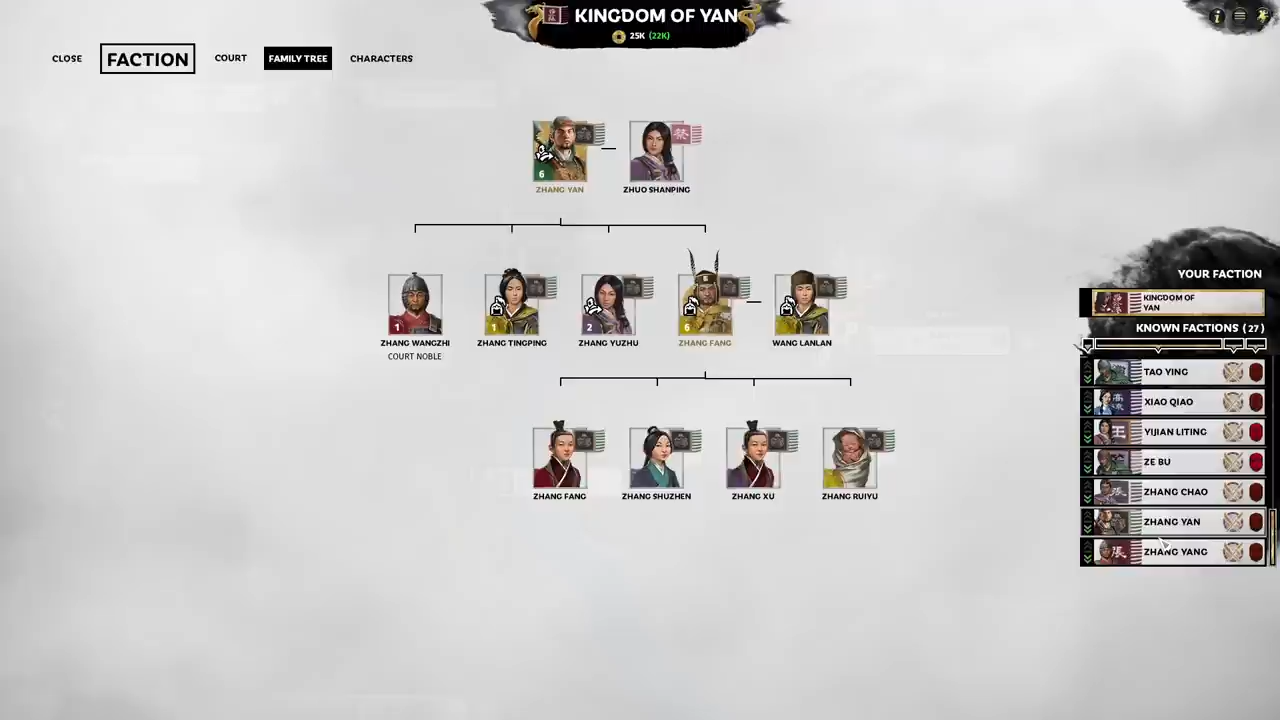 KINGDOM OF YAN
25K (22K)
CLOSE
FACTION
COURT
FAMILY TREE
CHARACTERS
6
ZHANG YAN
ZHUO SHANPING
1
ZHANG WANGZHI
COURT NOBLE
1
ZHANG TINGPING
2
ZHANG YUZHU
6
ZHANG FANG
WANG LANLAN
ZHANG FANG
ZHANG SHUZHEN
ZHANG XU
ZHANG RUIYU
YOUR FACTION
KINGDOM OF
YAN
KNOWN FACTIONS (27)
TAO YING
XIAO QIAO
YIJIAN LITING
ZE BU
ZHANG CHAO
ZHANG YAN
ZHANG YANG